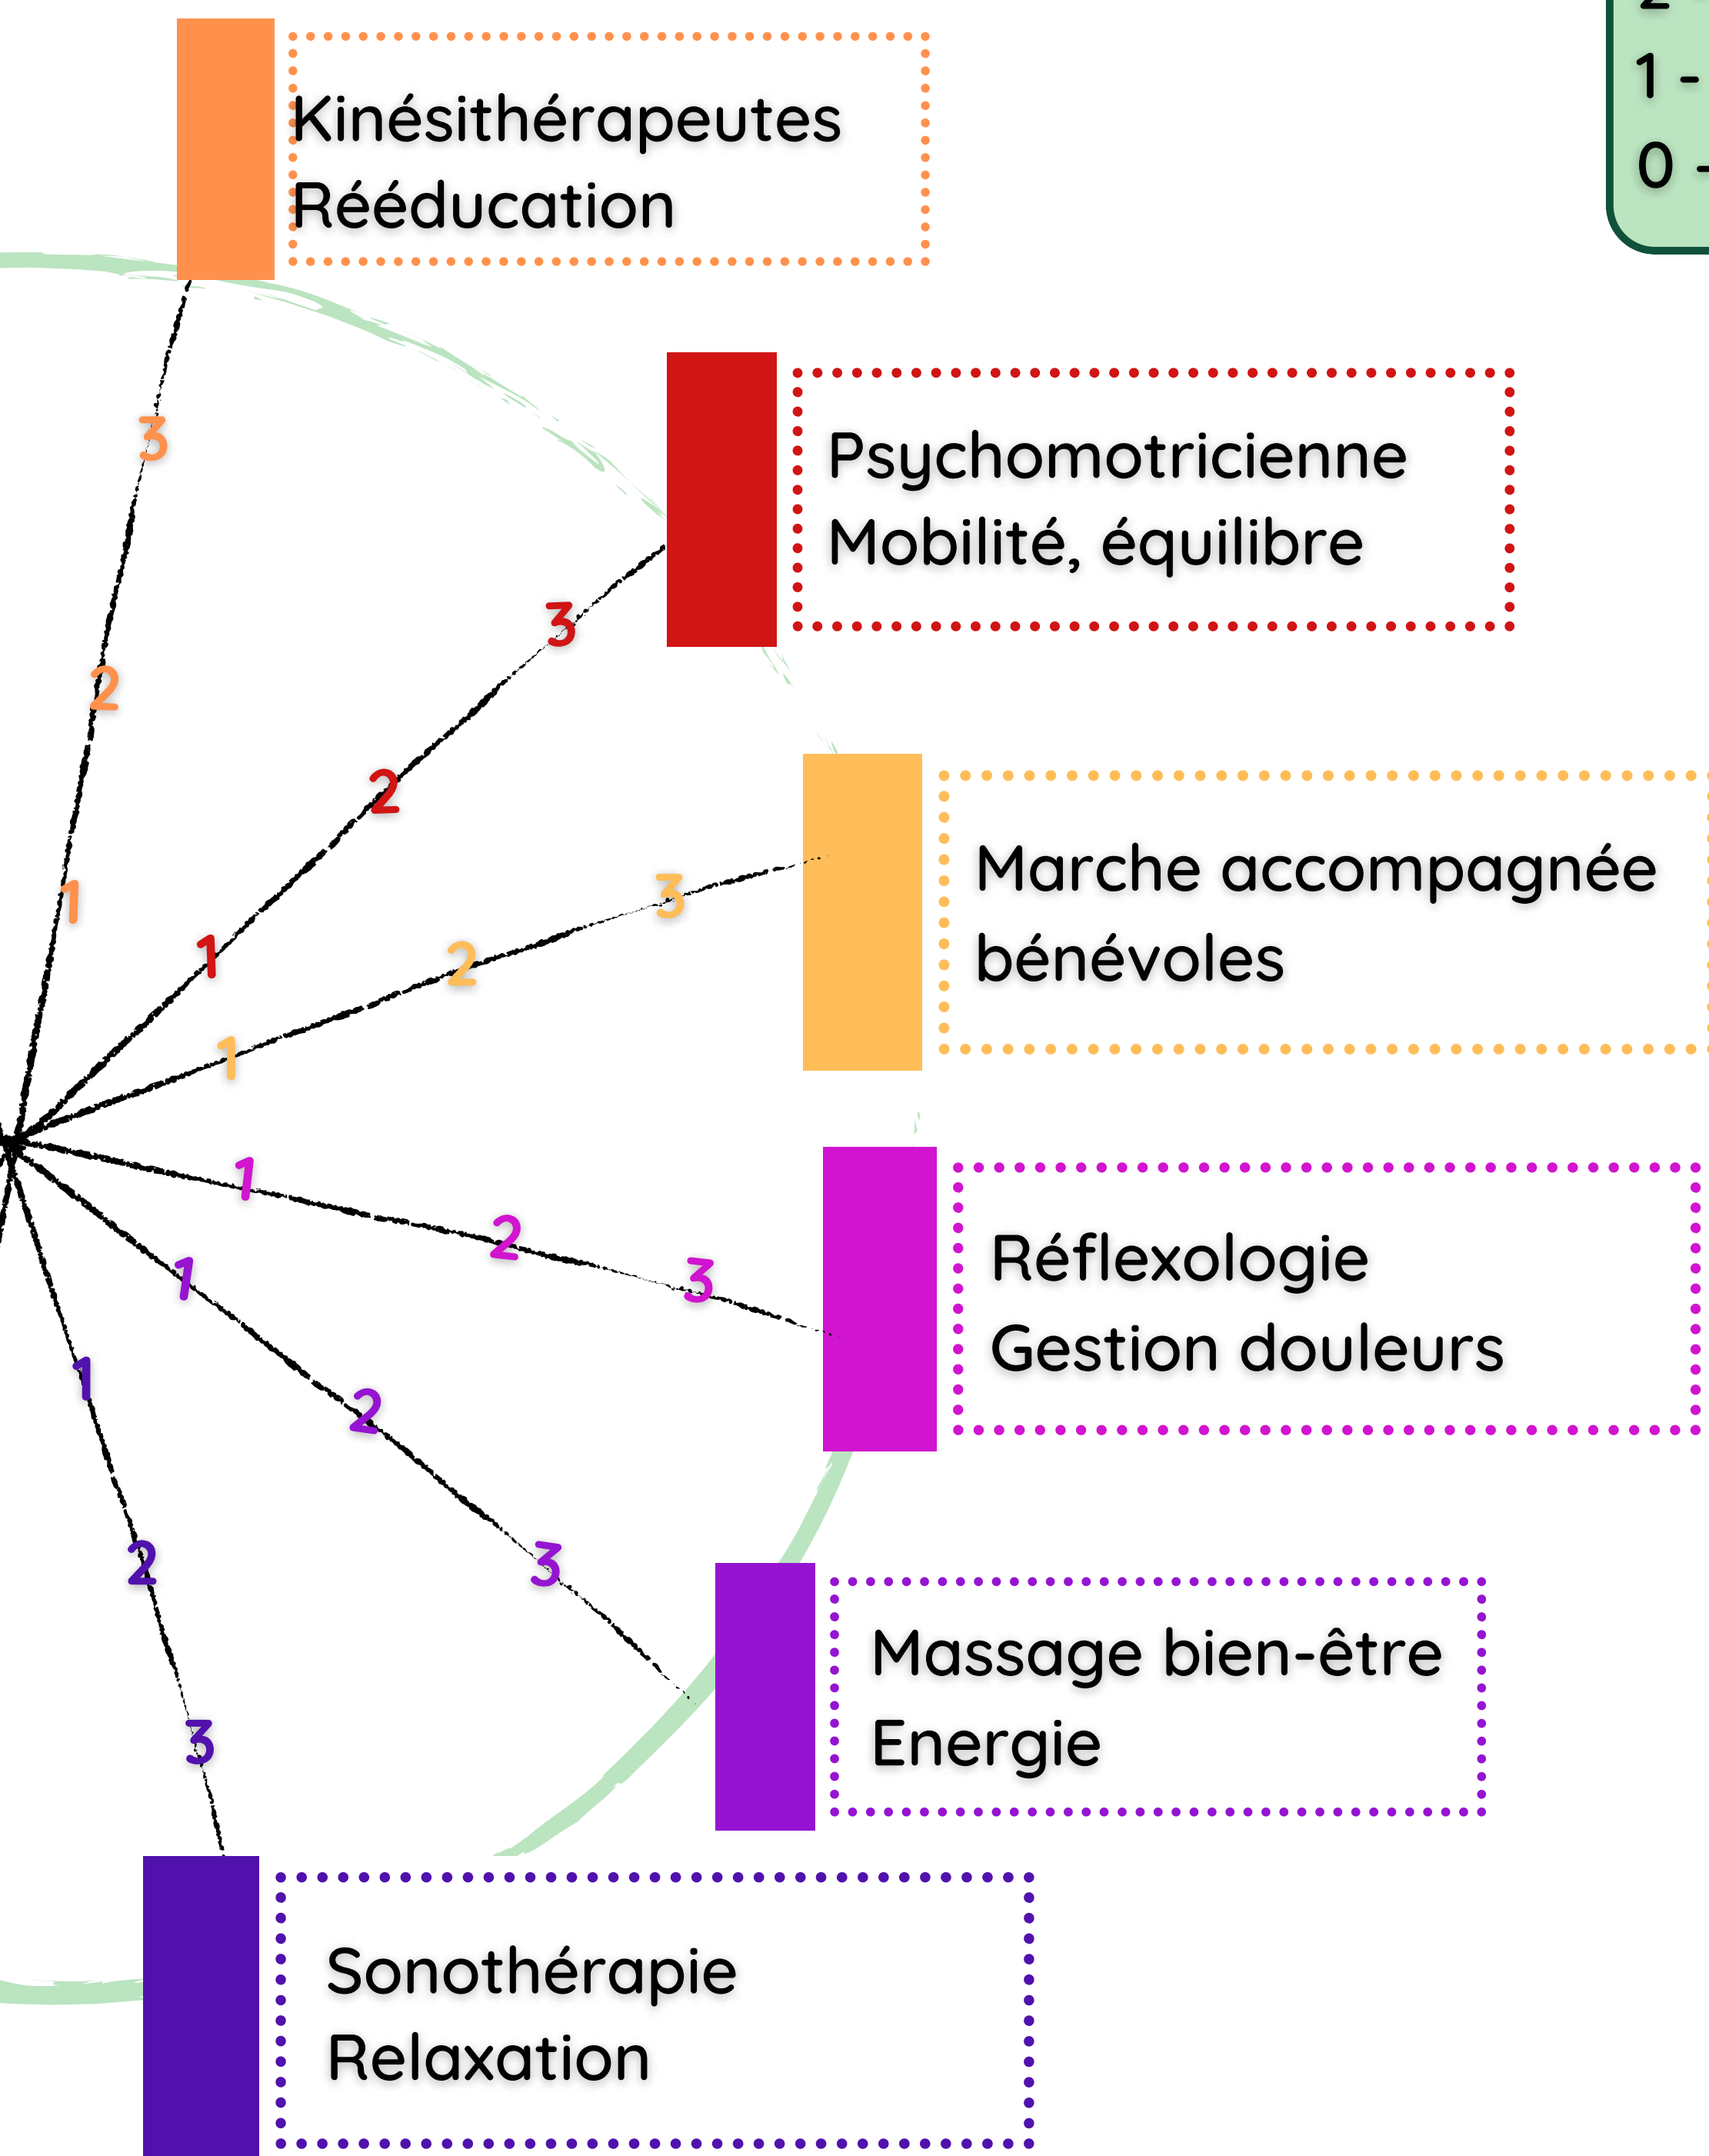 1 -
0 -
Kinésithérapeutes
Rééducation
3
2
1
Psychomotricienne
Mobilité, équilibre
3
2
1
Marche accompagnée
bénévoles
3
2
1
Réflexologie
Gestion douleurs
1
2
3
Massage bien-être
Energie
1
2
3
Sonothérapie
Relaxation
1
2
3